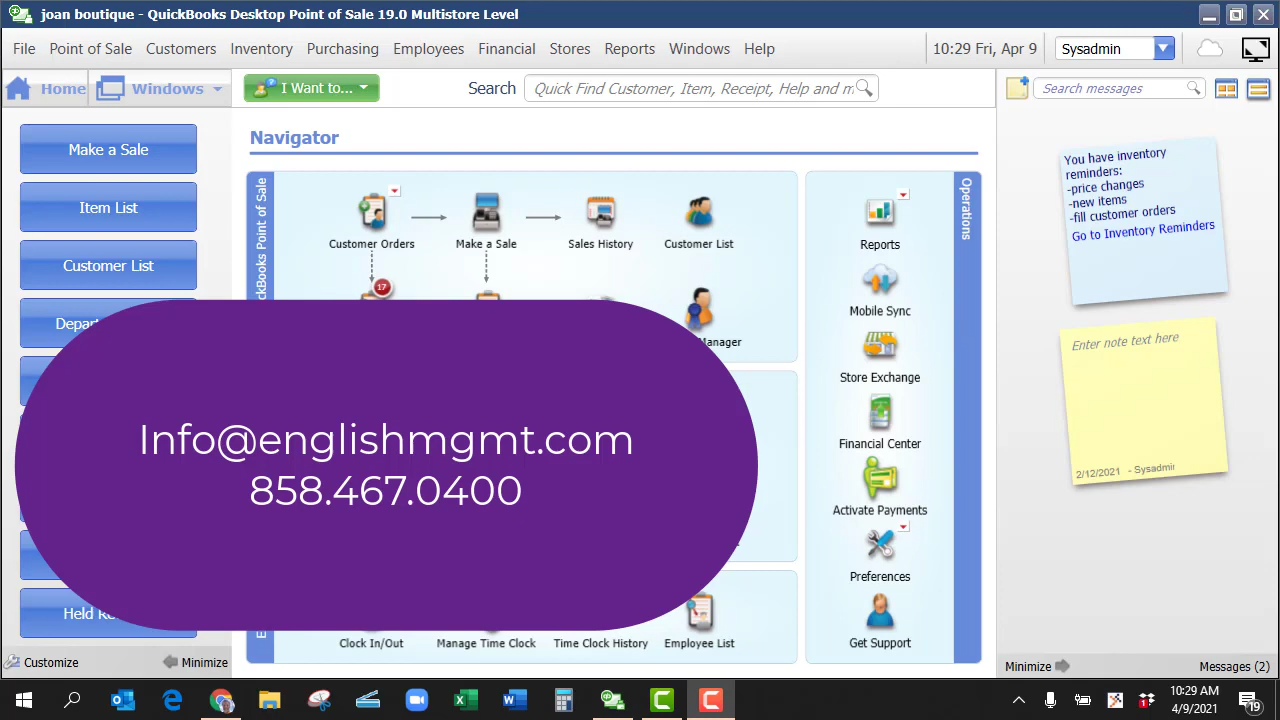 joan boutique - QuickBooks Desktop Point of Sale 19.0 Multistore Level
File Point of Sale Customers Inventory Purchasing Employees Financial Stores Reports Windows Help
10:29 Fri, Apr 9
Sysadmin
Home
Windows
I Want to...
Search
Quick Find Customer, Item, Receipt, Help and m
Search messages
Make a Sale
Item List
Customer List
Held
Customize
Minimize
Navigator
Customer Orders
Make a Sale
Sales History
Customer List
17
Manager
Clock In/Out
Manage Time Clock
Time Clock History
Employee List
Operations
Reports
Mobile Sync
Store Exchange
Financial Center
Activate Payments
Preferences
Get Support
Info@englishmgmt.com
858.467.0400
You have inventory
reminders:
-price changes
-new items
-fill customer orders
Go to Inventory Reminders
Enter note text here
2/12/2021 - Sysadmin
Minimize
Messages (2)
10:29 AM
4/9/2021
19
1